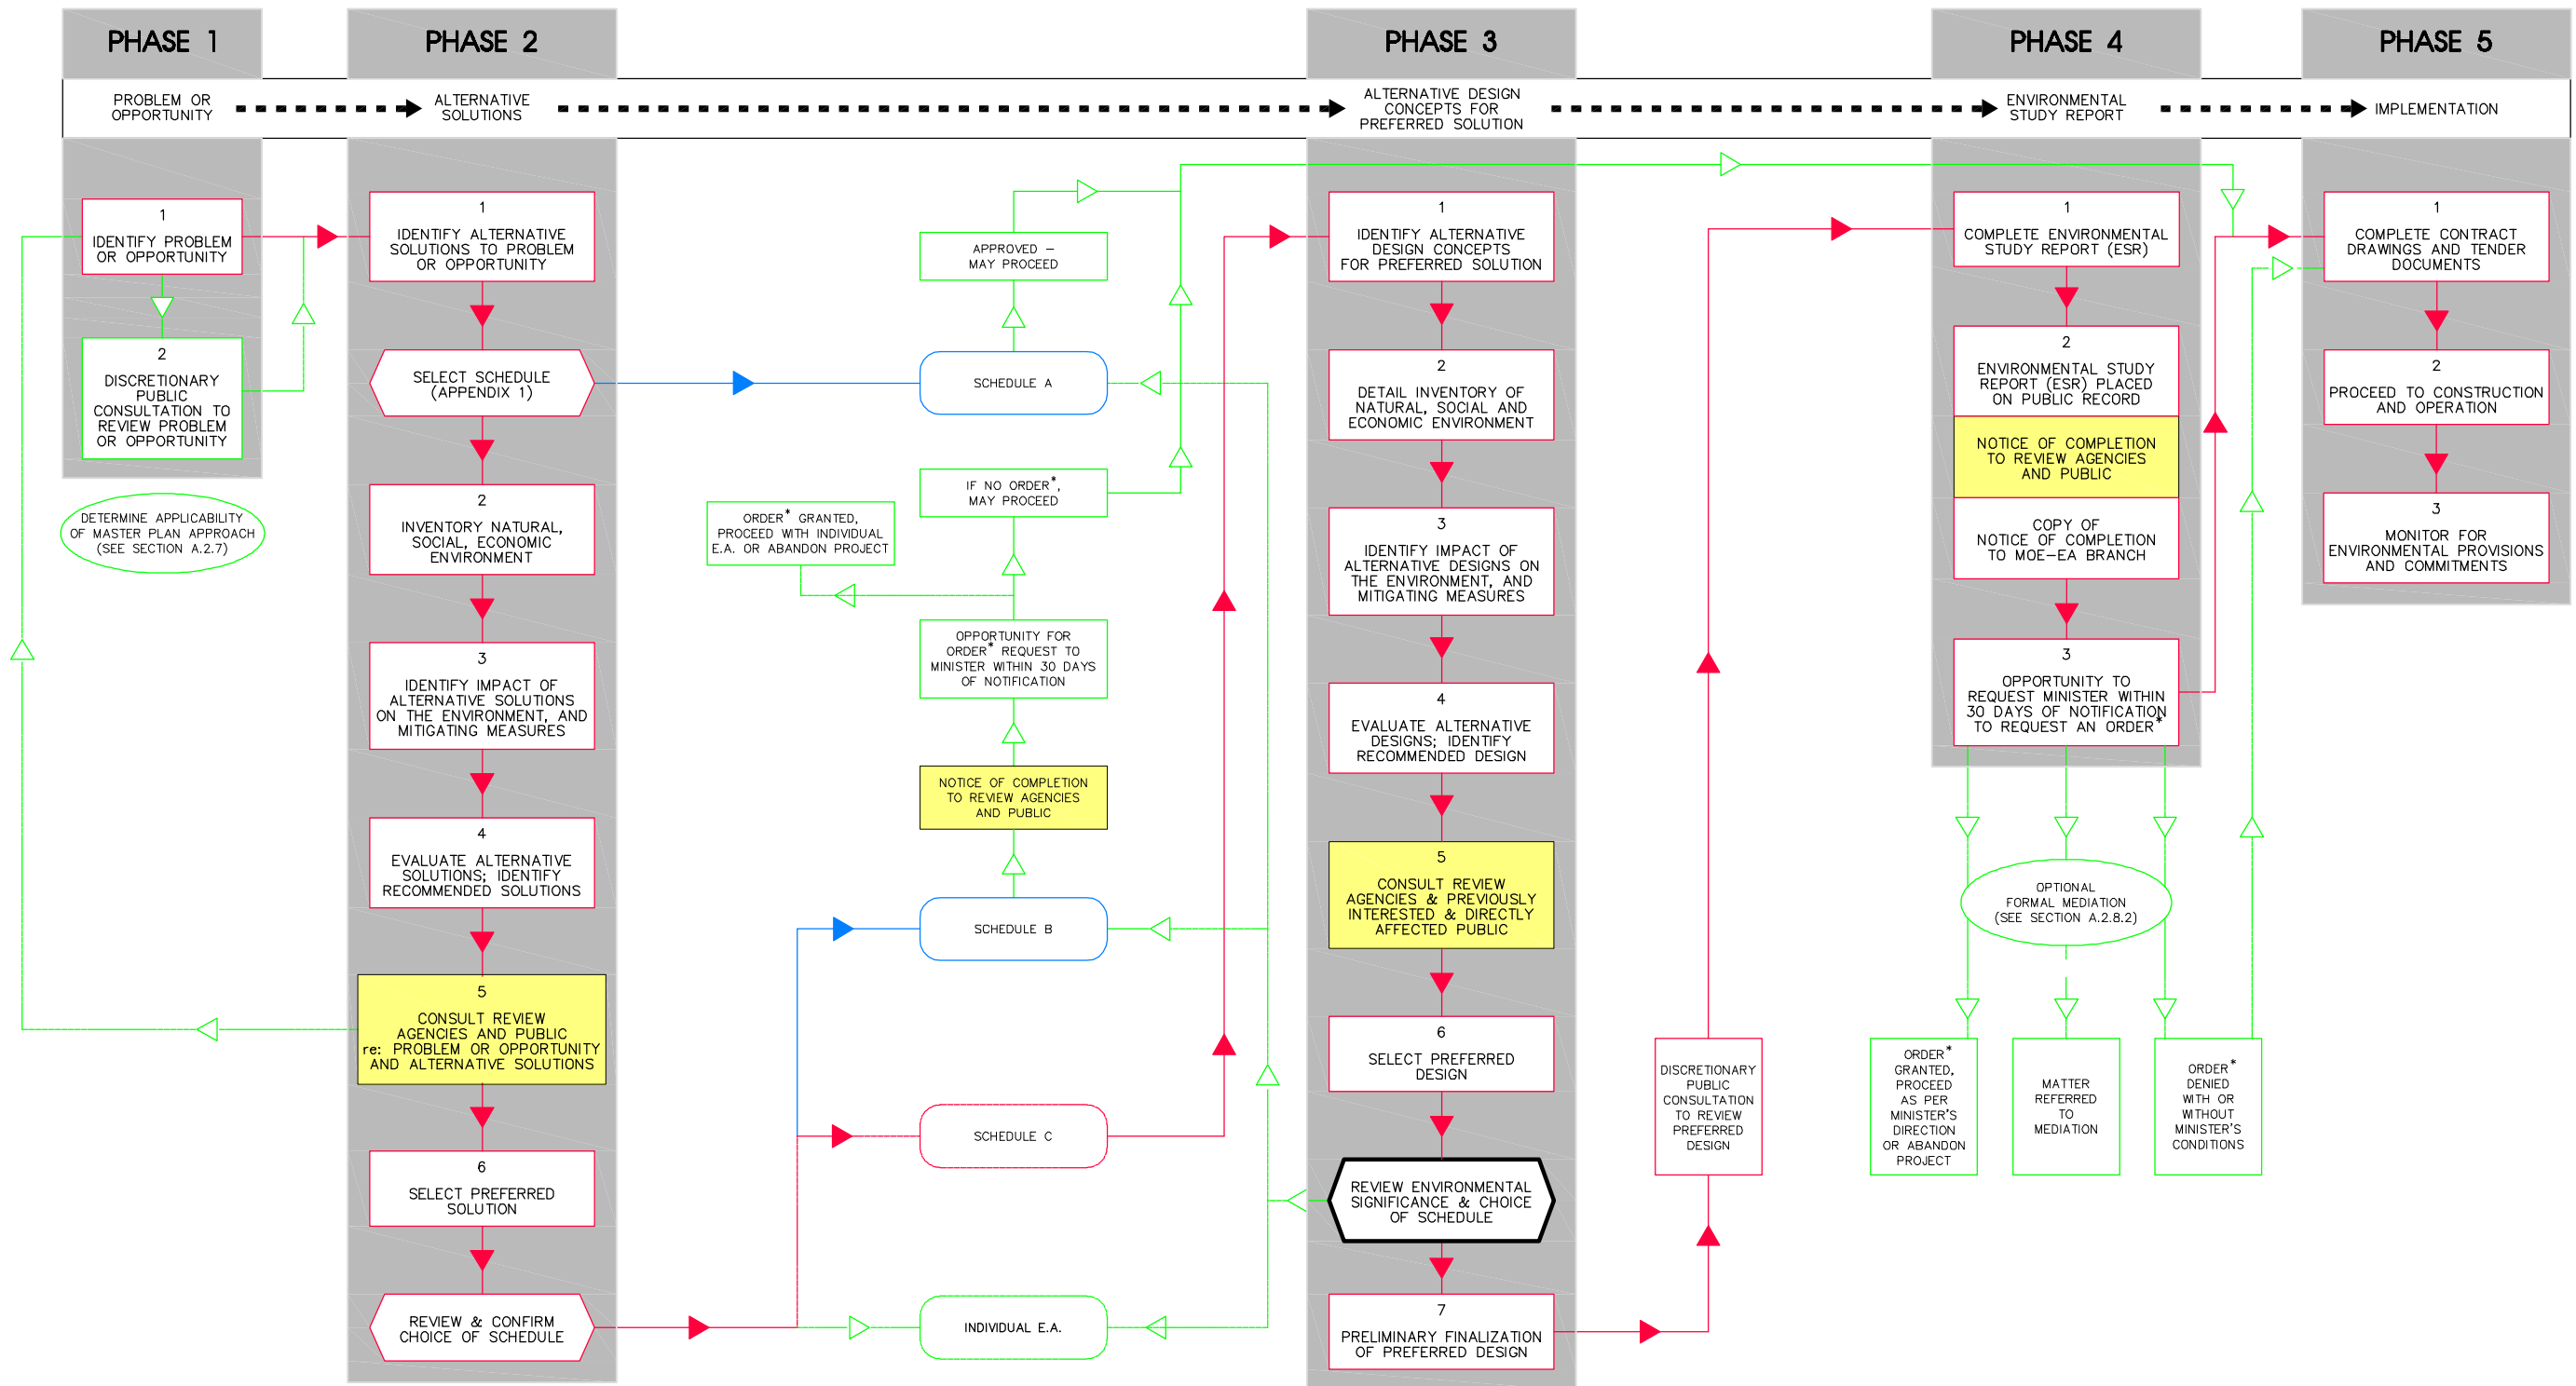 PHASE 1
PHASE 2
PHASE 3
PHASE 4
PHASE 5
PROBLEM OR
OPPORTUNITY
ALTERNATIVE
SOLUTIONS
ALTERNATIVE DESIGN
CONCEPTS FOR
PREFERRED SOLUTION
ENVIRONMENTAL
STUDY REPORT
IMPLEMENTATION
1
IDENTIFY PROBLEM
OR OPPORTUNITY
2
DISCRETIONARY
PUBLIC
CONSULTATION TO
REVIEW PROBLEM
OR OPPORTUNITY
DETERMINE APPLICABILITY
OF MASTER PLAN APPROACH
(SEE SECTION A.2.7)
1
IDENTIFY ALTERNATIVE
SOLUTIONS TO PROBLEM
OR OPPORTUNITY
SELECT SCHEDULE
(APPENDIX 1)
2
INVENTORY NATURAL,
SOCIAL, ECONOMIC
ENVIRONMENT
3
IDENTIFY IMPACT OF
ALTERNATIVE SOLUTIONS
ON THE ENVIRONMENT, AND
MITIGATING MEASURES
4
EVALUATE ALTERNATIVE
SOLUTIONS; IDENTIFY
RECOMMENDED SOLUTIONS
5
CONSULT REVIEW
AGENCIES AND PUBLIC
re: PROBLEM OR OPPORTUNITY
AND ALTERNATIVE SOLUTIONS
6
SELECT PREFERRED
SOLUTION
REVIEW & CONFIRM
CHOICE OF SCHEDULE
APPROVED –
MAY PROCEED
SCHEDULE A
IF NO ORDER*,
MAY PROCEED
ORDER* GRANTED,
PROCEED WITH INDIVIDUAL
E.A. OR ABANDON PROJECT
OPPORTUNITY FOR
ORDER* REQUEST TO
MINISTER WITHIN 30 DAYS
OF NOTIFICATION
NOTICE OF COMPLETION
TO REVIEW AGENCIES
AND PUBLIC
SCHEDULE B
SCHEDULE C
INDIVIDUAL E.A.
1
IDENTIFY ALTERNATIVE
DESIGN CONCEPTS
FOR PREFERRED SOLUTION
2
DETAIL INVENTORY OF
NATURAL, SOCIAL AND
ECONOMIC ENVIRONMENT
3
IDENTIFY IMPACT OF
ALTERNATIVE DESIGNS ON
THE ENVIRONMENT, AND
MITIGATING MEASURES
4
EVALUATE ALTERNATIVE
DESIGNS; IDENTIFY
RECOMMENDED DESIGN
5
CONSULT REVIEW
AGENCIES & PREVIOUSLY
INTERESTED & DIRECTLY
AFFECTED PUBLIC
6
SELECT PREFERRED
DESIGN
REVIEW ENVIRONMENTAL
SIGNIFICANCE & CHOICE
OF SCHEDULE
7
PRELIMINARY FINALIZATION
OF PREFERRED DESIGN
DISCRETIONARY
PUBLIC
CONSULTATION
TO REVIEW
PREFERRED
DESIGN
1
COMPLETE ENVIRONMENTAL
STUDY REPORT (ESR)
2
ENVIRONMENTAL STUDY
REPORT (ESR) PLACED
ON PUBLIC RECORD
NOTICE OF COMPLETION
TO REVIEW AGENCIES
AND PUBLIC
COPY OF
NOTICE OF COMPLETION
TO MOE–EA BRANCH
3
OPPORTUNITY TO
REQUEST MINISTER WITHIN
30 DAYS OF NOTIFICATION
TO REQUEST AN ORDER*
OPTIONAL
FORMAL MEDIATION
(SEE SECTION A.2.8.2)
ORDER*
GRANTED,
PROCEED
AS PER
MINISTER'S
DIRECTION
OR ABANDON
PROJECT
MATTER
REFERRED
TO
MEDIATION
ORDER*
DENIED
WITH OR
WITHOUT
MINISTER'S
CONDITIONS
1
COMPLETE CONTRACT
DRAWINGS AND TENDER
DOCUMENTS
2
PROCEED TO CONSTRUCTION
AND OPERATION
3
MONITOR FOR
ENVIRONMENTAL PROVISIONS
AND COMMITMENTS